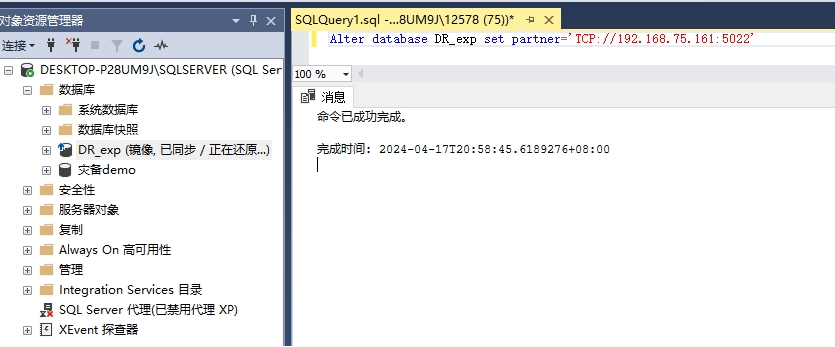 对象资源管理器
连接
DESKTOP-P28UM9J\SQLSERVER (SQL Ser
数据库
系统数据库
数据库快照
DR_exp (镜像, 已同步 / 正在还原...)
灾备demo
安全性
服务器对象
复制
Always On 高可用性
管理
Integration Services 目录
SQL Server 代理(已禁用代理 XP)
XEvent 探查器
SQLQuery1.sql -...8UM9J\12578 (75))*
Alter database DR_exp set partner='TCP://192.168.75.161:5022'
100 %
消息
命令已成功完成。
完成时间: 2024-04-17T20:58:45.6189276+08:00